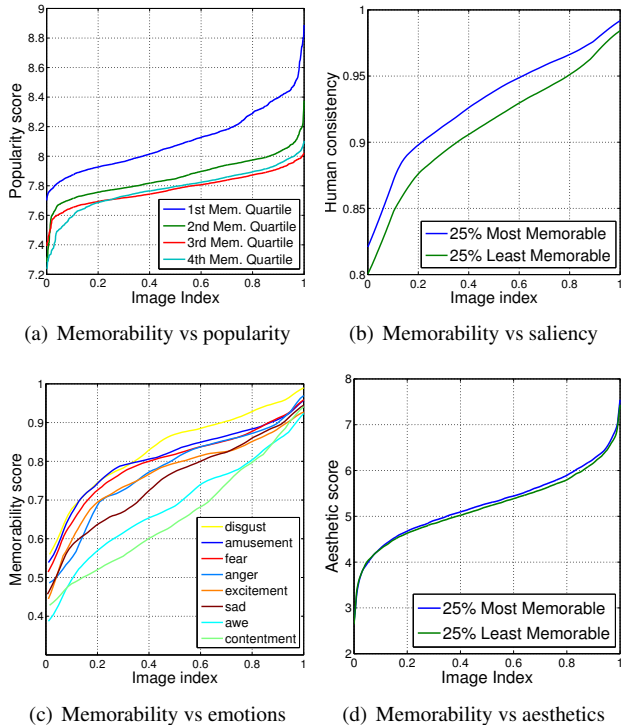 9
8.8
8.6
8.4
8.2
8
7.8
7.6
7.4
7.2
0 0.2 0.4 0.6 0.8 1
Popularity score
Image Index
1st Mem. Quartile
2nd Mem. Quartile
3rd Mem. Quartile
4th Mem. Quartile
(a) Memorability vs popularity
1
0.95
0.9
0.85
0.8
0 0.2 0.4 0.6 0.8 1
Human consistency
Image index
25% Most Memorable
25% Least Memorable
(b) Memorability vs saliency
1
0.9
0.8
0.7
0.6
0.5
0.4
0 0.2 0.4 0.6 0.8 1
Memorability score
Image index
disgust
amusement
fear
anger
excitement
sad
awe
contentment
(c) Memorability vs emotions
8
7
6
5
4
3
2
0 0.2 0.4 0.6 0.8 1
Aesthetic score
Image Index
25% Most Memorable
25% Least Memorable
(d) Memorability vs aesthetics